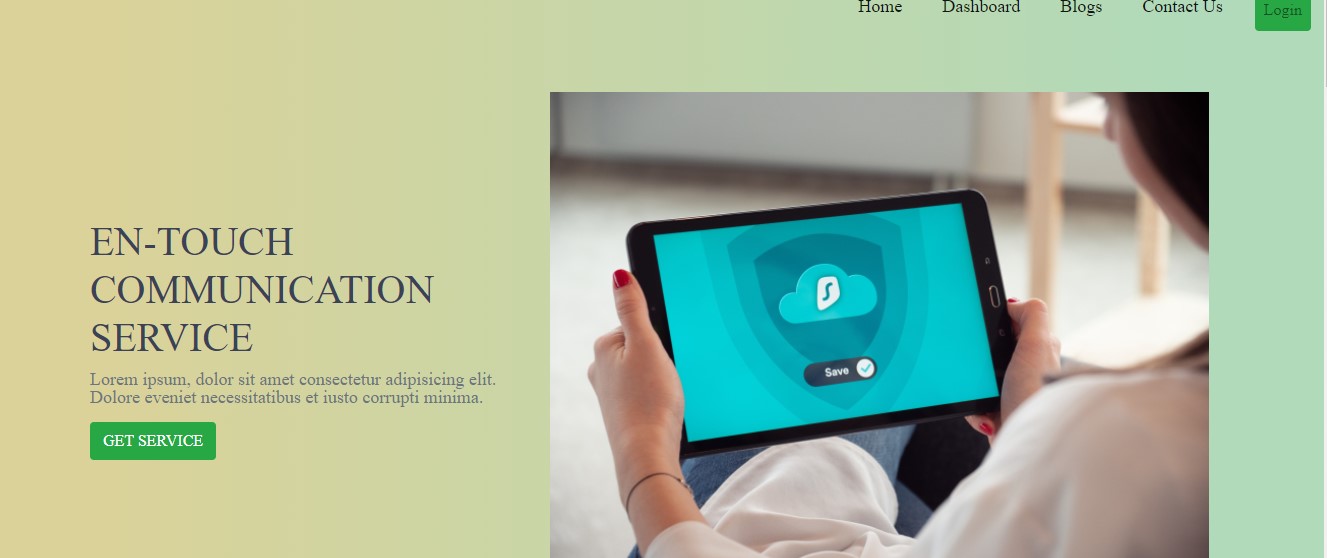 Home Dashboard Blogs Contact Us Login
EN-TOUCH
COMMUNICATION
SERVICE
Lorem ipsum, dolor sit amet consectetur adipisicing elit.
Dolore eveniet necessitatibus et iusto corrupti minima.
GET SERVICE
Save